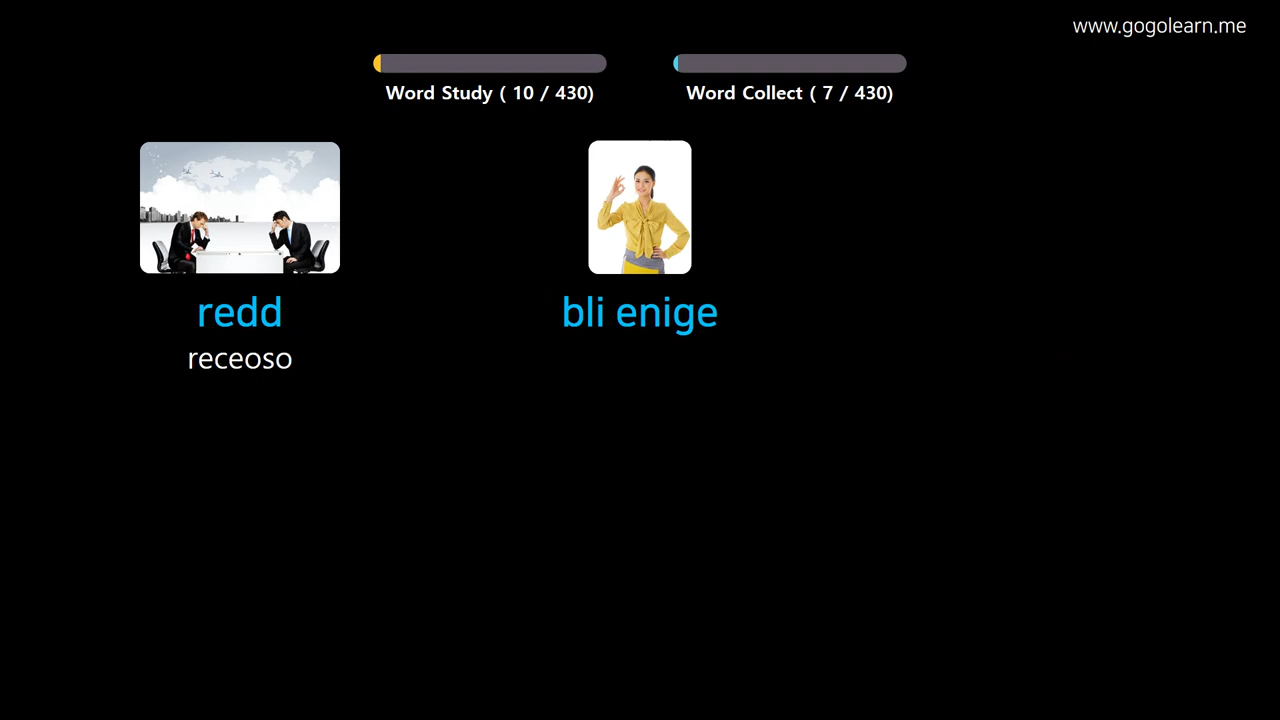 www.gogolearn.me
Word Study ( 10 / 430)
Word Collect ( 7 / 430)
redd
bli enige
receoso